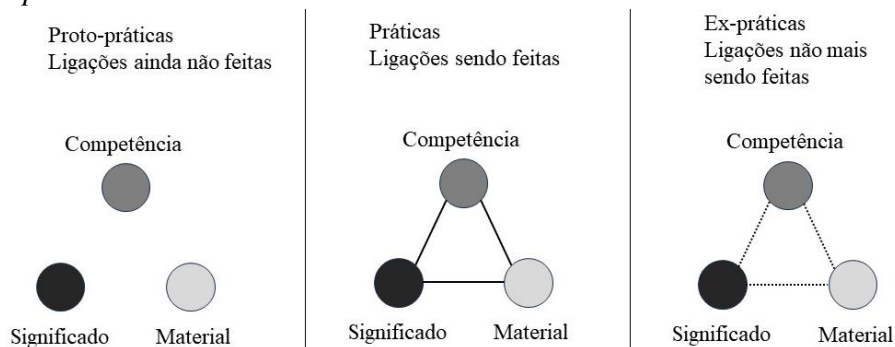 Proto-práticas
Ligações ainda não feitas
Competência
Significado
Material
Práticas
Ligações sendo feitas
Competência
Significado
Material
Ex-práticas
Ligações não mais
sendo feitas
Competência
Significado
Material